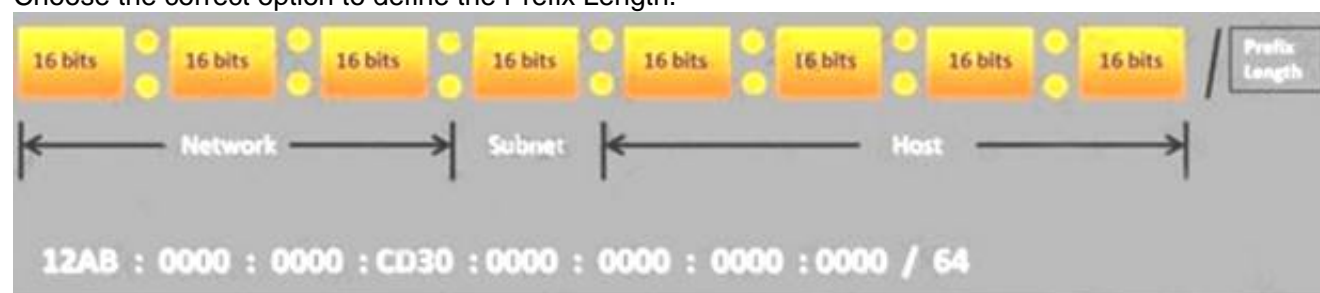 Choose the correct option to define the Prefix Length.
16 bits 16 bits 16 bits 16 bits 16 bits 16 bits 16 bits 16 bits / Prefix Length
Network Subnet Host
12AB : 0000 : 0000 : CD30 : 0000 : 0000 : 0000 : 0000 / 64